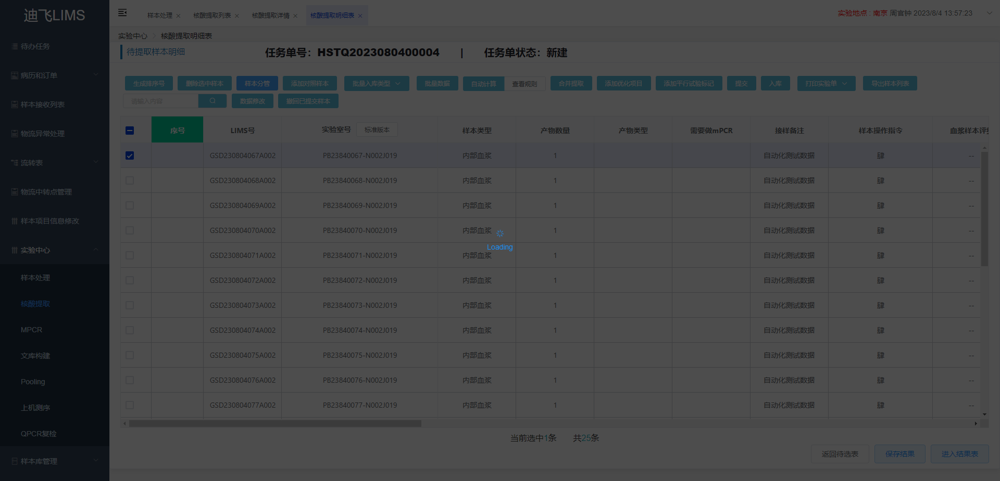 迪飞LIMS
待办任务
病历和订单
样本接收列表
物流异常处理
流转表
物流中转点管理
样本项目信息修改
实验中心
样本处理
核酸提取
MPCR
文库构建
Pooling
上机测序
QPCR复检
样本库管理
样本处理 × 核酸提取列表 × 核酸提取详情 × 核酸提取明细表 ×
实验地点 : 南京 周官钟 2023/8/4 13:57:23
实验中心 > 核酸提取明细表
待提取样本明细 任务单号：HSTQ2023080400004 | 任务单状态：新建
生成排序号 删除选中样本 样本分管 添加对照样本 批量入库类型 批量数据 自动计算 查看规则 合并提取 添加优化项目 添加平行试验标记 提交 入库 打印实验单 导出样本列表
请输入内容 数据修改 撤回已提交样本
序号 LIMS号 实验室号 标准版本 样本类型 产物数量 产物类型 需要做mPCR 接样备注 样本操作指令 血浆样本评
GSD230804067A002 PB23840067-N002J019 内部血浆 1 自动化测试数据 肆 --
GSD230804068A002 PB23840068-N002J019 内部血浆 1 自动化测试数据 肆 --
GSD230804069A002 PB23840069-N002J019 内部血浆 1 自动化测试数据 肆 --
GSD230804070A002 PB23840070-N002J019 内部血浆 1 自动化测试数据 肆 --
Loading
GSD230804071A002 PB23840071-N002J019 内部血浆 1 自动化测试数据 肆 --
GSD230804072A002 PB23840072-N002J019 内部血浆 1 自动化测试数据 肆 --
GSD230804073A002 PB23840073-N002J019 内部血浆 1 自动化测试数据 肆 --
GSD230804074A002 PB23840074-N002J019 内部血浆 1 自动化测试数据 肆 --
GSD230804075A002 PB23840075-N002J019 内部血浆 1 自动化测试数据 肆 --
GSD230804076A002 PB23840076-N002J019 内部血浆 1 自动化测试数据 肆 --
GSD230804077A002 PB23840077-N002J019 内部血浆 1 自动化测试数据 肆 --
当前选中1条 共25条
返回待选表 保存结果 进入结果表